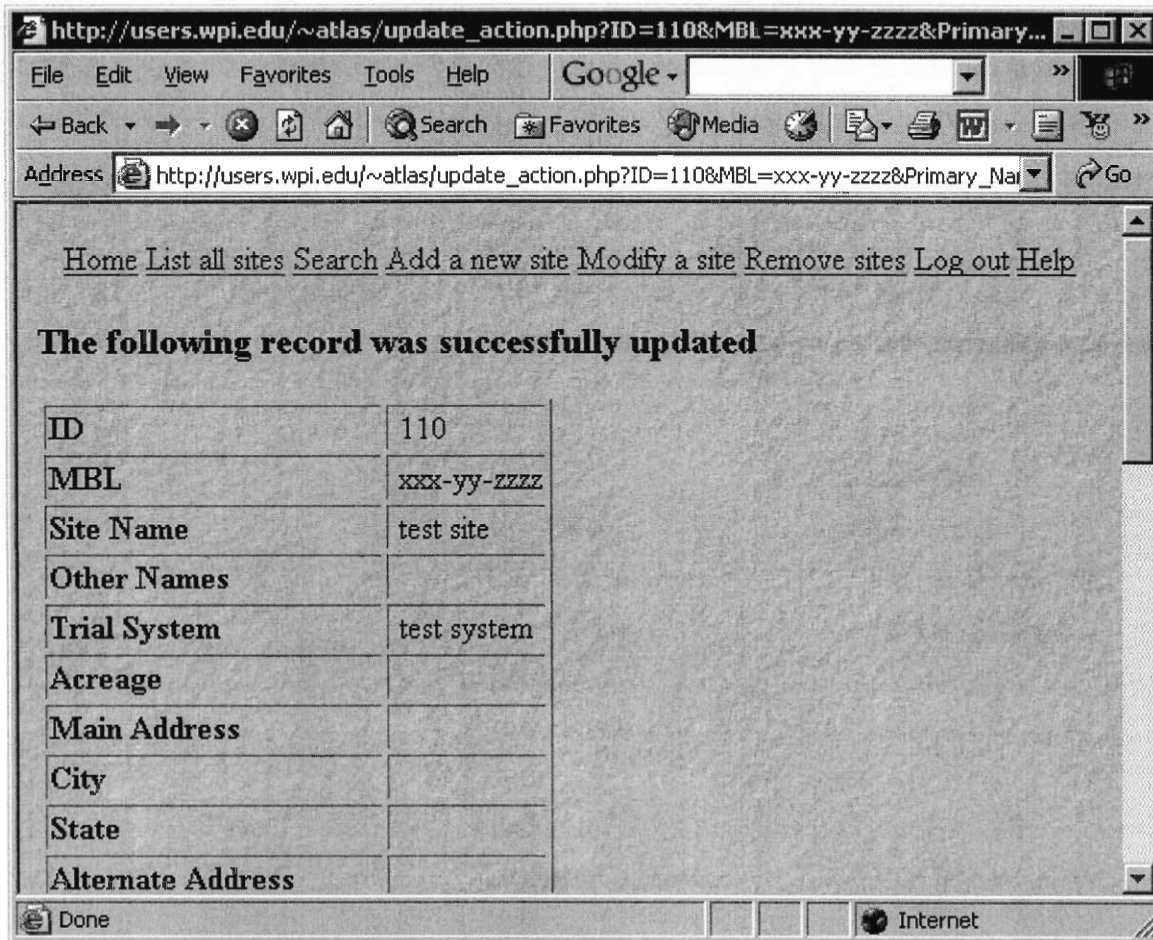 http://users.wpi.edu/~atlas/update_action.php?ID=110&MBL=xxx-yy-zzzz&Primary...
File Edit View Favorites Tools Help Google
Back Search Favorites Media W
Address http://users.wpi.edu/~atlas/update_action.php?ID=110&MBL=xxx-yy-zzzz&Primary_Nai Go
Home List all sites Search Add a new site Modify a site Remove sites Log out Help
The following record was successfully updated
ID 110
MBL xxx-yy-zzzz
Site Name test site
Other Names
Trial System test system
Acreage
Main Address
City
State
Alternate Address
Done Internet